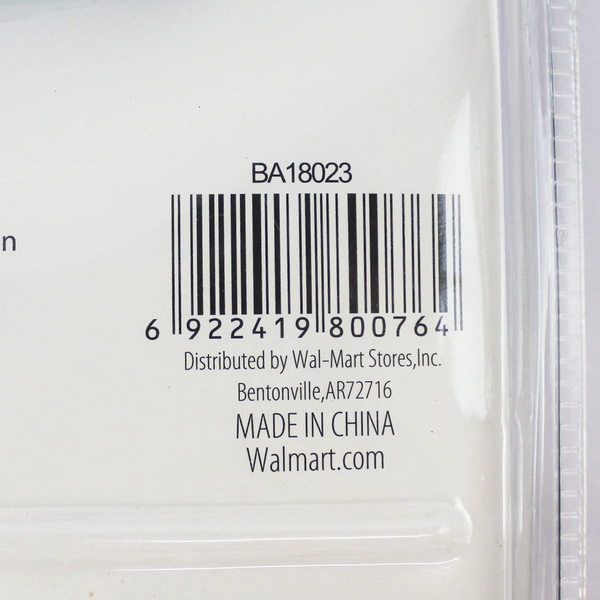 BA18023
n
6 922419 800764
Distributed by Wal-Mart Stores,Inc.
Bentonville,AR72716
MADE IN CHINA
Walmart.com